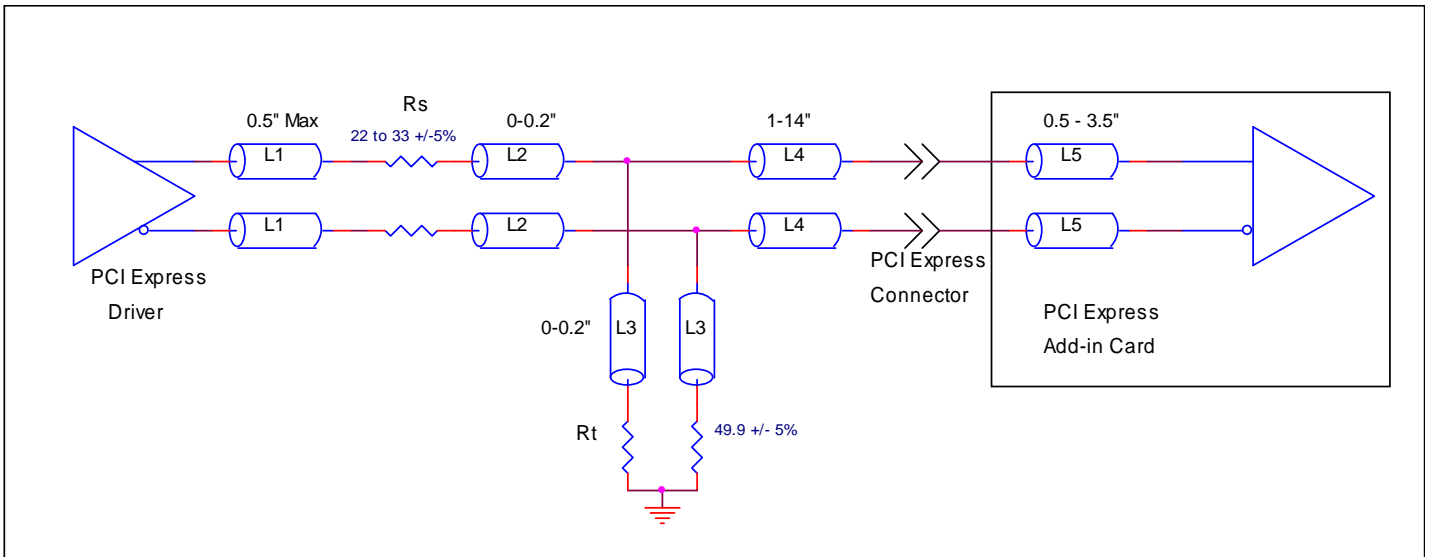 Rs
0.5" Max
22 to 33 +/-5%
0-0.2"
1-14"
0.5 - 3.5"
L1
L2
L4
L5
L1
L2
L4
L5
PCI Express
Driver
PCI Express
Connector
PCI Express
Add-in Card
0-0.2"
L3
L3
Rt
49.9 +/- 5%